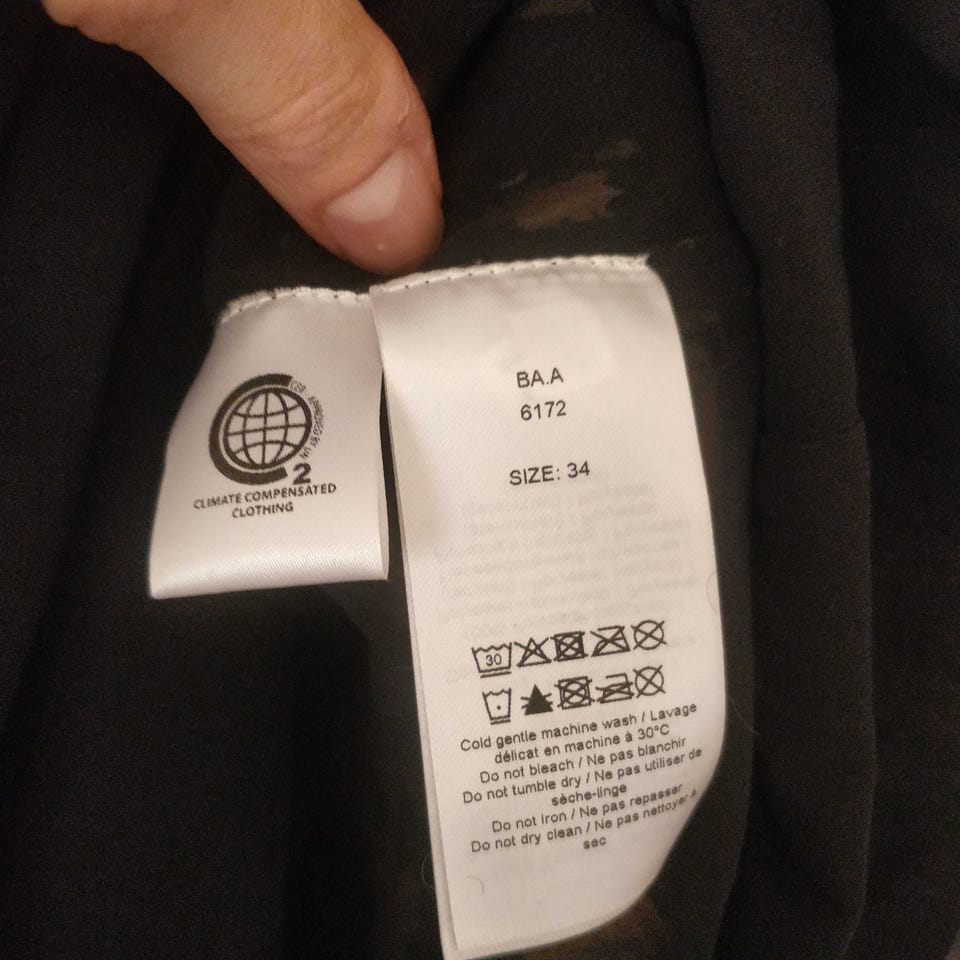 2
CLIMATE COMPENSATED
CLOTHING
BA.A
6172
SIZE: 34
30
Cold gentle machine wash / Lavage
délicat en machine à 30°C
Do not bleach / Ne pas blanchir
Do not tumble dry / Ne pas utiliser de
sèche-linge
Do not iron / Ne pas repasser
Do not dry clean / Ne pas nettoyer à
sec